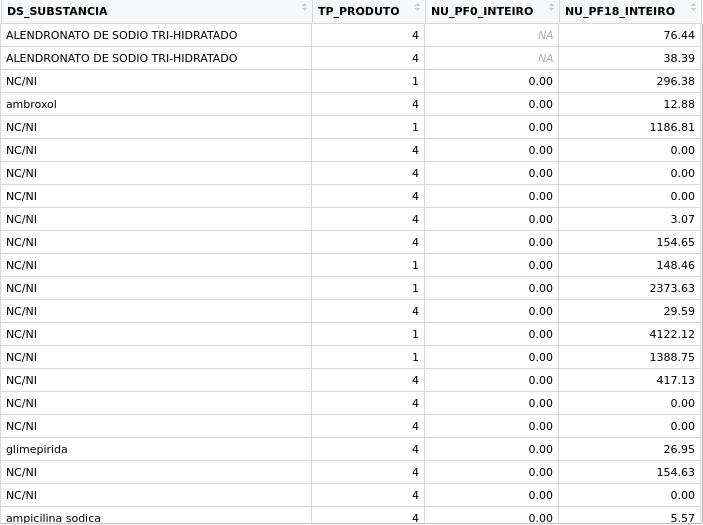 DS_SUBSTANCIA TP_PRODUTO NU_PF0_INTEIRO NU_PF18_INTEIRO
ALENDRONATO DE SODIO TRI-HIDRATADO 4 NA 76.44
ALENDRONATO DE SODIO TRI-HIDRATADO 4 NA 38.39
NC/NI 1 0.00 296.38
ambroxol 4 0.00 12.88
NC/NI 1 0.00 1186.81
NC/NI 4 0.00 0.00
NC/NI 4 0.00 0.00
NC/NI 4 0.00 0.00
NC/NI 4 0.00 3.07
NC/NI 4 0.00 154.65
NC/NI 1 0.00 148.46
NC/NI 1 0.00 2373.63
NC/NI 4 0.00 29.59
NC/NI 1 0.00 4122.12
NC/NI 1 0.00 1388.75
NC/NI 4 0.00 417.13
NC/NI 4 0.00 0.00
NC/NI 4 0.00 0.00
glimepirida 4 0.00 26.95
NC/NI 4 0.00 154.63
NC/NI 4 0.00 0.00
ampicilina sodica 4 0.00 5.57